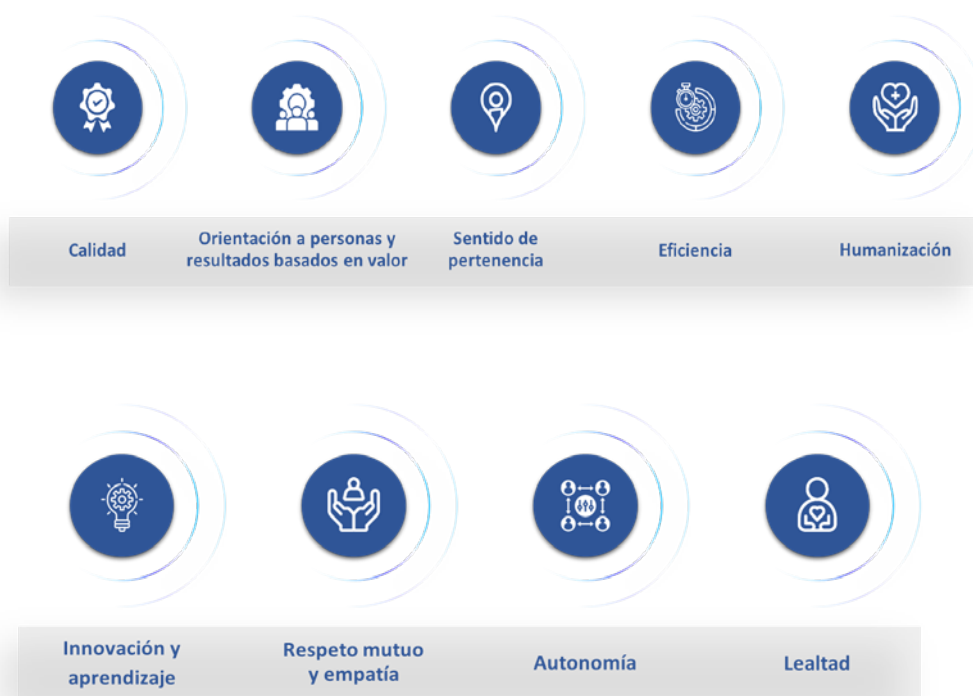 Calidad
Orientación a personas y
resultados basados en valor
Sentido de
pertenencia
Eficiencia
Humanización
Innovación y
aprendizaje
Respeto mutuo
y empatía
Autonomía
Lealtad